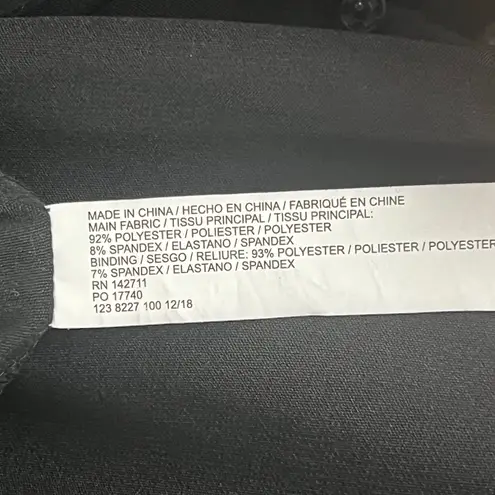 MADE IN CHINA / HECHO EN CHINA / FABRIQUÉ EN CHINE
MAIN FABRIC / TISSU PRINCIPAL / TISSU PRINCIPAL:
92% POLYESTER / POLIESTER / POLYESTER
8% SPANDEX / ELASTANO / SPANDEX
BINDING / SESGO / RELIURE: 93% POLYESTER / POLIESTER / POLYESTER
7% SPANDEX / ELASTANO / SPANDEX
RN 142711
PO 17740
123 8227 100 12/18